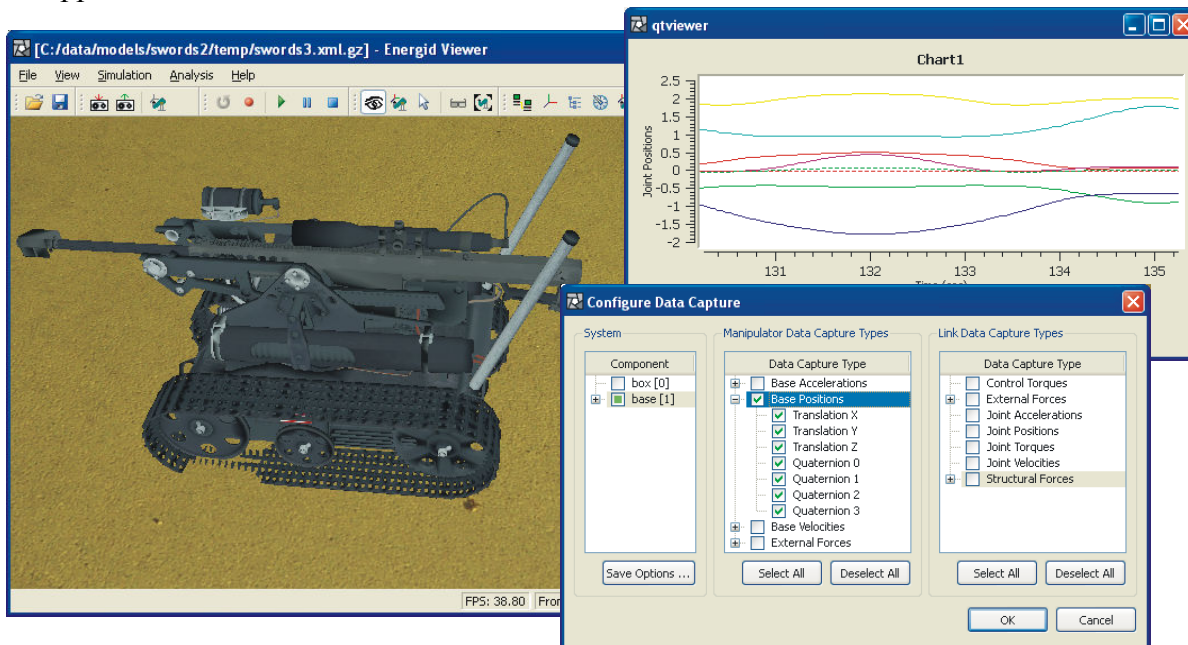 qtviewer
Chart1
2.5
2
1.5
1
0.5
0
-0.5
-1
-1.5
-2
Joint Positions
131 132 133 134 135
[C:/data/models/swords2/temp/swords3.xml.gz] - Energid Viewer
File View Simulation Analysis Help
FPS: 38.80
Configure Data Capture
System
Component
box [0]
base [1]
Save Options ...
Manipulator Data Capture Types
Data Capture Type
Base Accelerations
Base Positions
Translation X
Translation Y
Translation Z
Quaternion 0
Quaternion 1
Quaternion 2
Quaternion 3
Base Velocities
External Forces
Select All Deselect All
Link Data Capture Types
Data Capture Type
Control Torques
External Forces
Joint Accelerations
Joint Positions
Joint Torques
Joint Velocities
Structural Forces
Select All Deselect All
OK Cancel